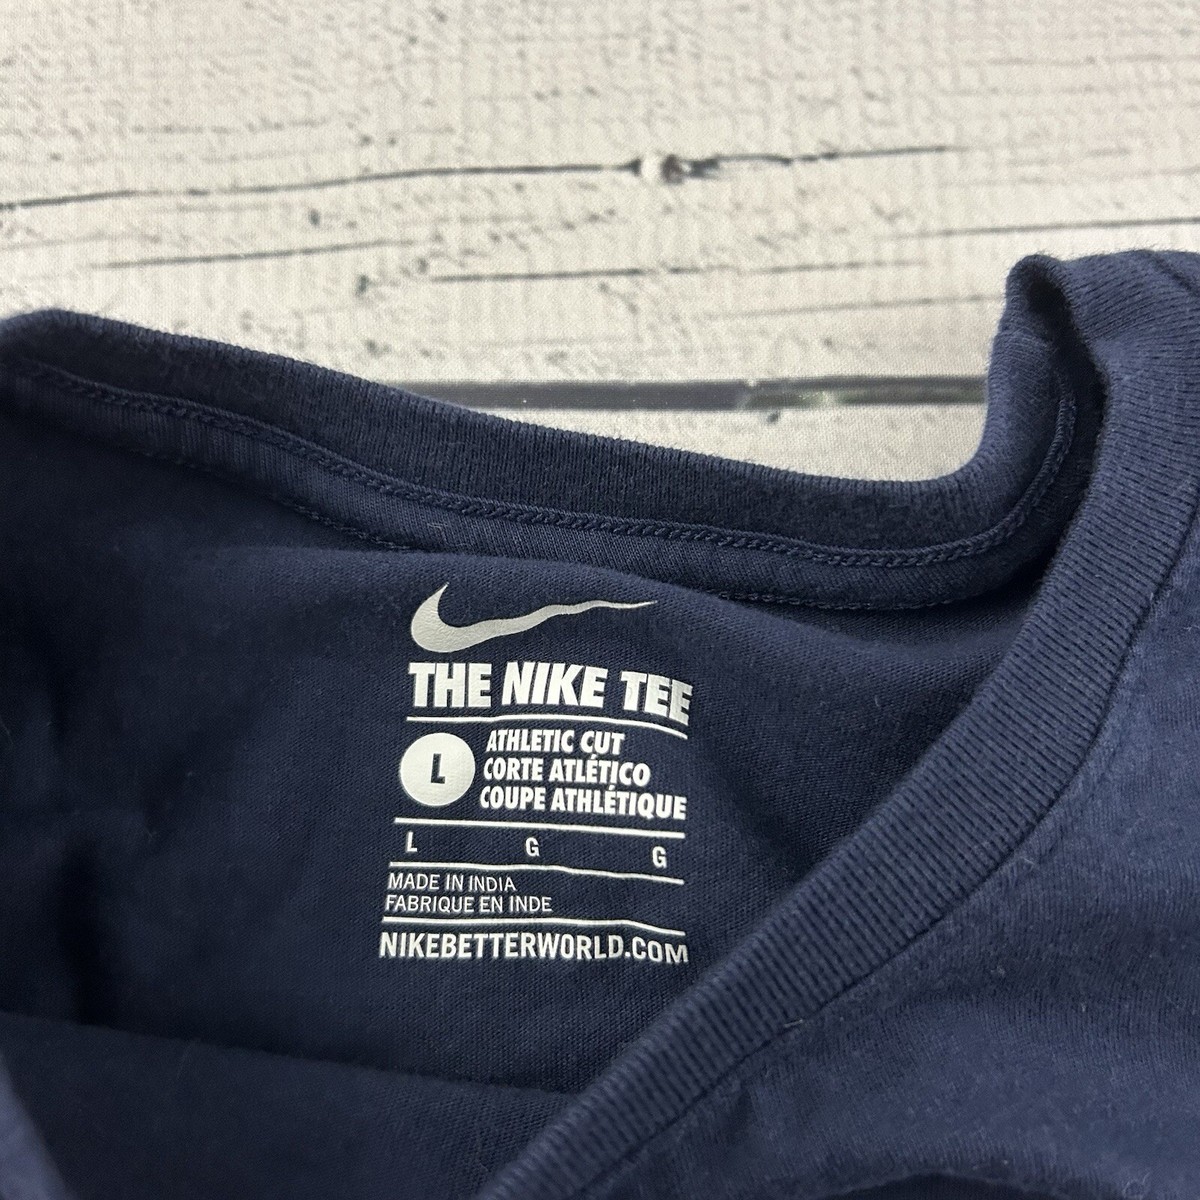 THE NIKE TEE
L
ATHLETIC CUT
CORTE ATLÉTICO
COUPE ATHLÉTIQUE
L G G
MADE IN INDIA
FABRIQUE EN INDE
NIKEBETTERWORLD.COM